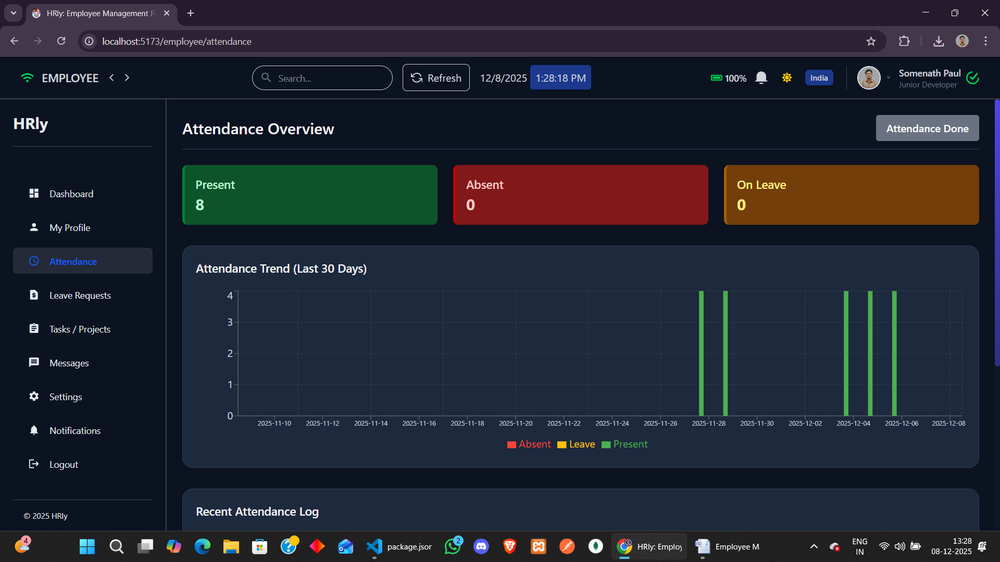 HRly: Employee Management P
localhost:5173/employee/attendance
EMPLOYEE
Search...
Refresh
12/8/2025
1:28:18 PM
100%
India
Somenath Paul
Junior Developer
HRly
Dashboard
My Profile
Attendance
Leave Requests
Tasks / Projects
Messages
Settings
Notifications
Logout
© 2025 HRly
Attendance Overview
Attendance Done
Present
8
Absent
0
On Leave
0
Attendance Trend (Last 30 Days)
4
3
2
1
0
2025-11-10 2025-11-12 2025-11-14 2025-11-16 2025-11-18 2025-11-20 2025-11-22 2025-11-24 2025-11-26 2025-11-28 2025-11-30 2025-12-02 2025-12-04 2025-12-06 2025-12-08
Absent Leave Present
Recent Attendance Log
4
package.jsor
2
HRly: Employ
Employee M
ENG
IN
13:28
08-12-2025